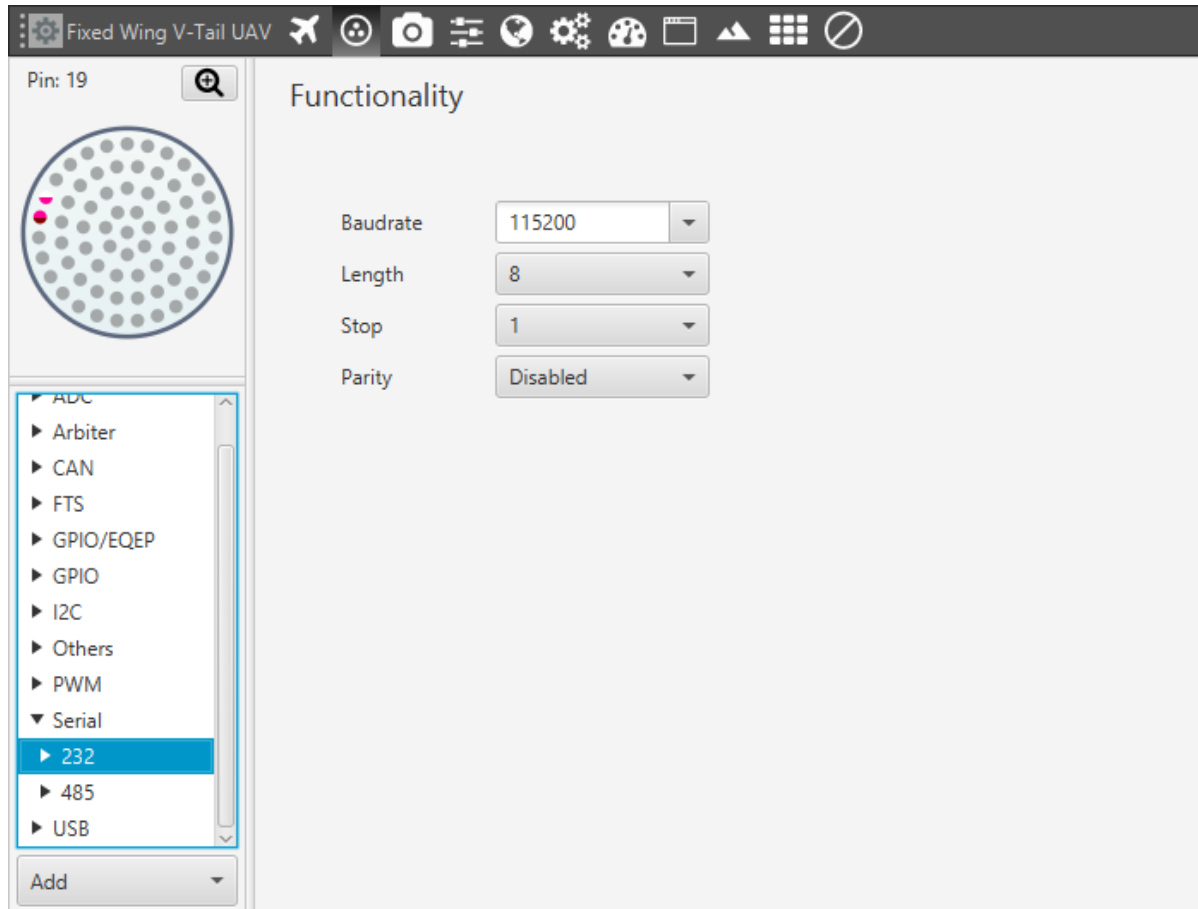 Fixed Wing V-Tail UAV
Pin: 19
Functionality
Baudrate 115200
Length 8
Stop 1
Parity Disabled
ADC
Arbiter
CAN
FTS
GPIO/EQEP
GPIO
I2C
Others
PWM
Serial
232
485
USB
Add